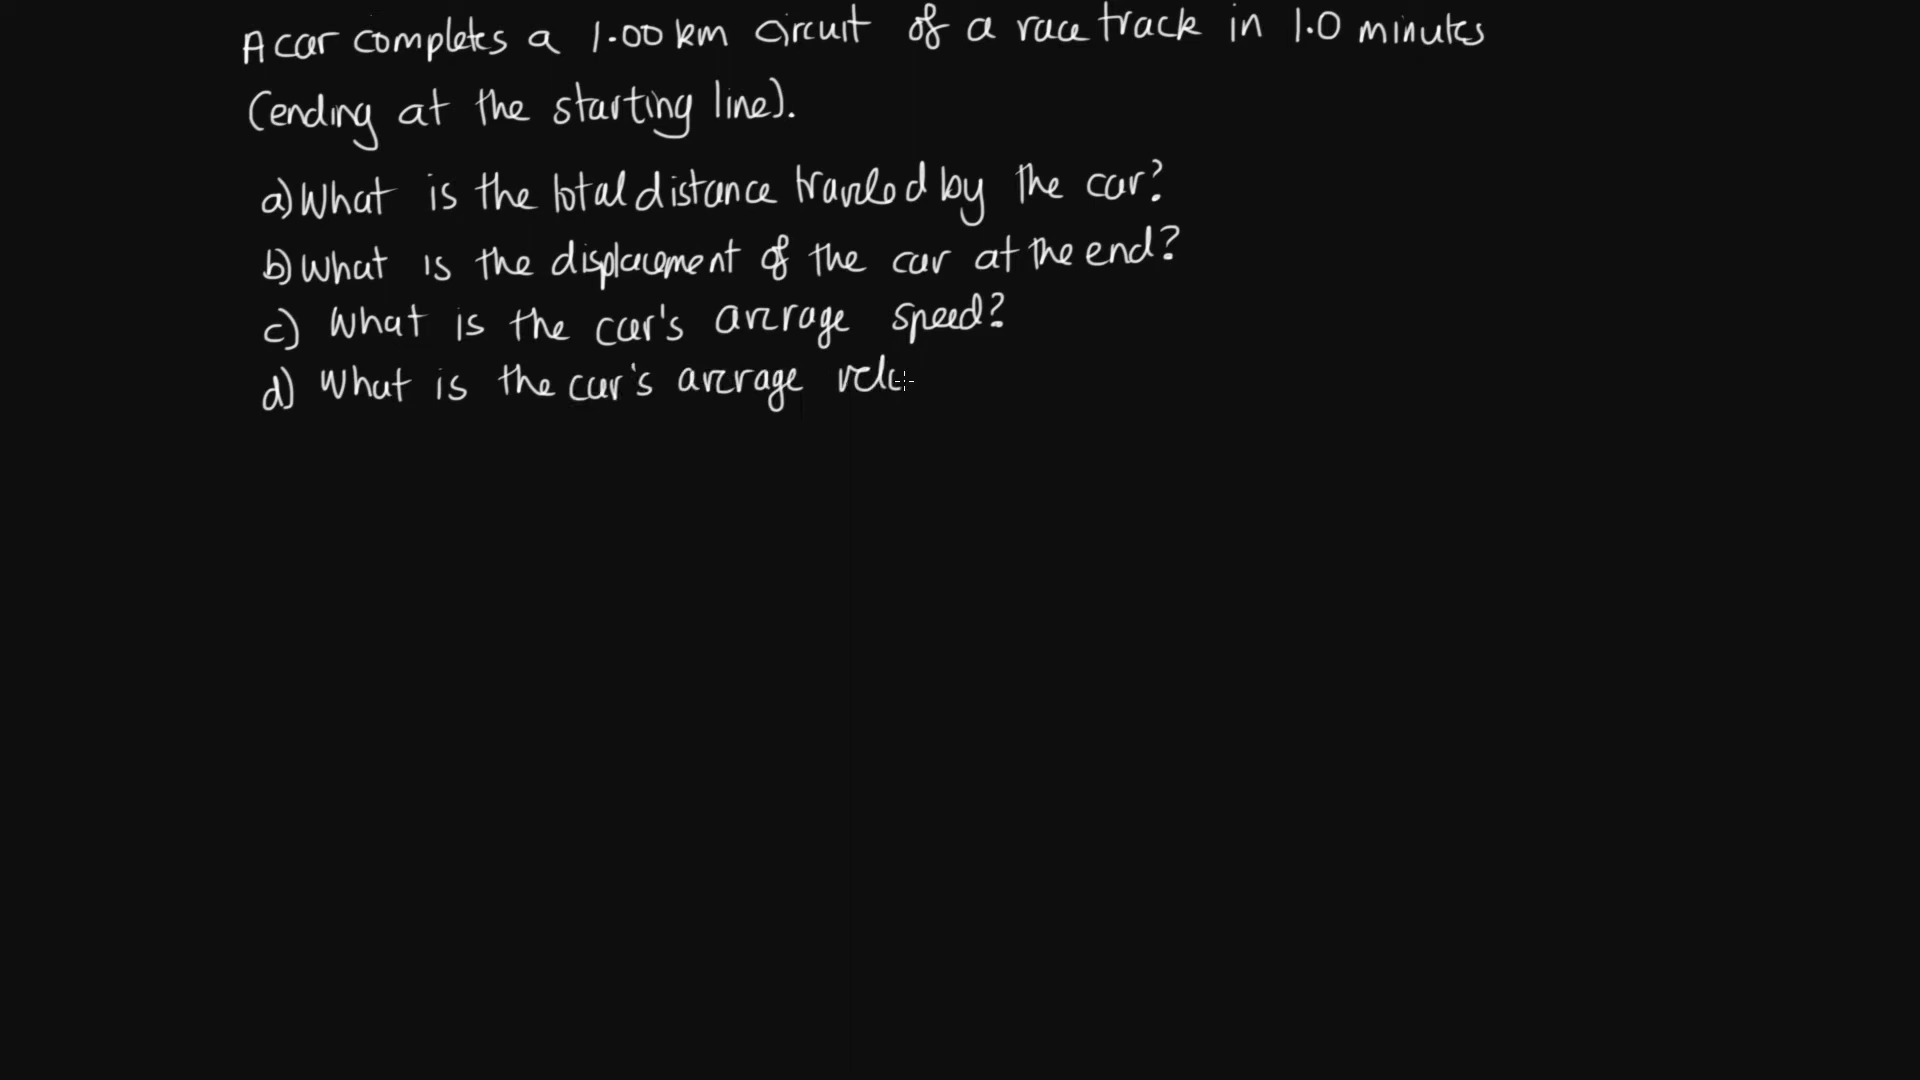 A car completes a 1.00 km circuit of a race track in 1.0 minutes
(ending at the starting line).
a) What is the total distance traveled by the car?
b) What is the displacement of the car at the end?
c) What is the car's average speed?
d) What is the car's average velo